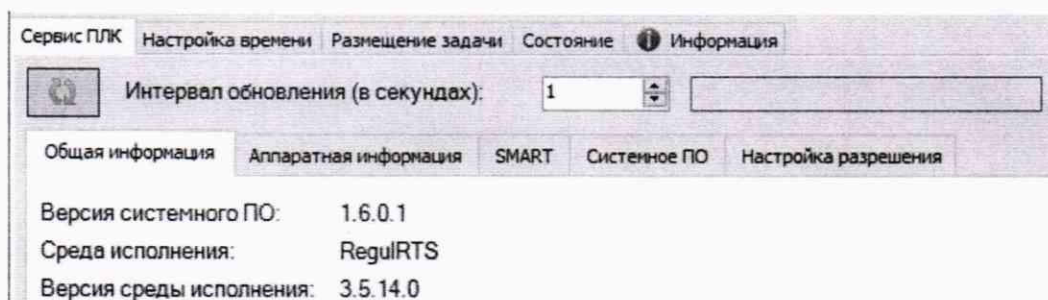 Сервис ПЛК Настройка времени Размещение задачи Состояние Информация
Интервал обновления (в секундах): 1
Общая информация Аппаратная информация SMART Системное ПО Настройка разрешения
Версия системного ПО: 1.6.0.1
Среда исполнения: RegulRTS
Версия среды исполнения: 3.5.14.0